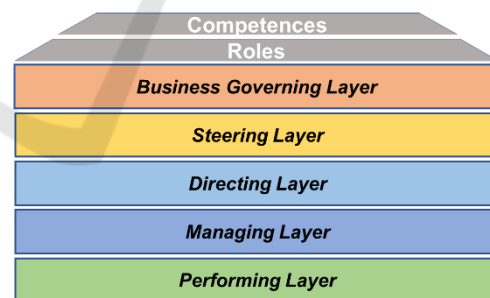 Competences
Roles
Business Governing Layer
Steering Layer
Directing Layer
Managing Layer
Performing Layer